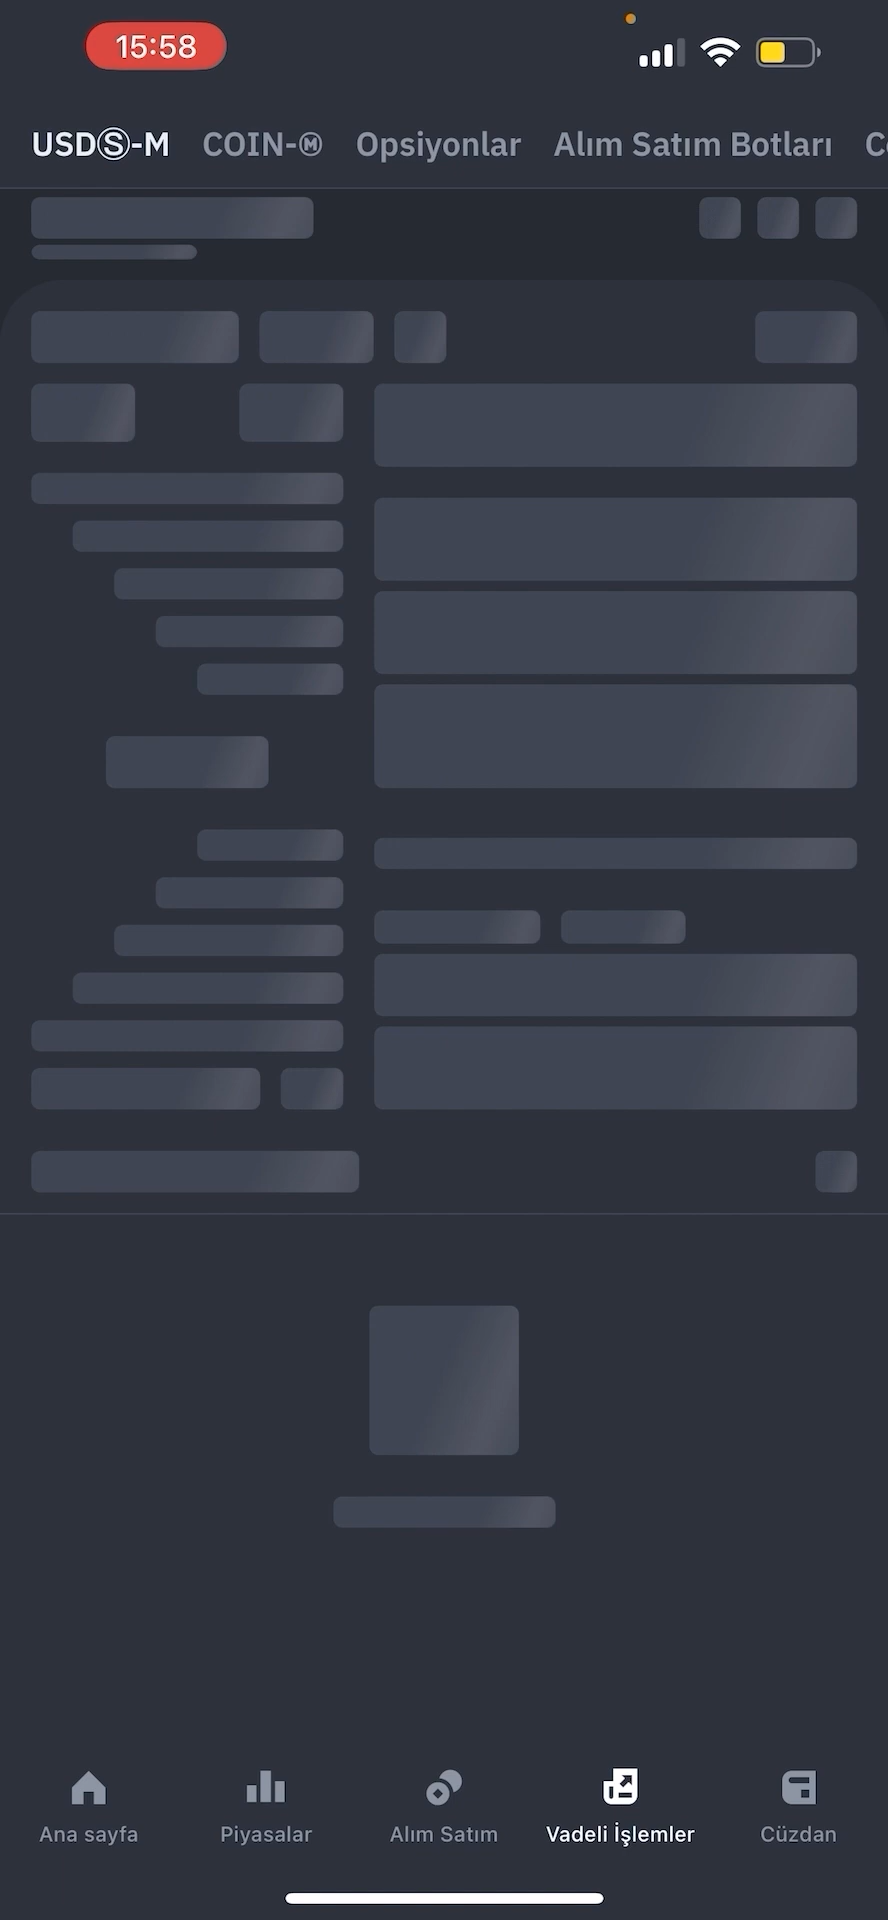 15:58
USDⓈ-M COIN-Ⓜ Opsiyonlar Alım Satım Botları
Ana sayfa Piyasalar Alım Satım Vadeli İşlemler Cüzdan